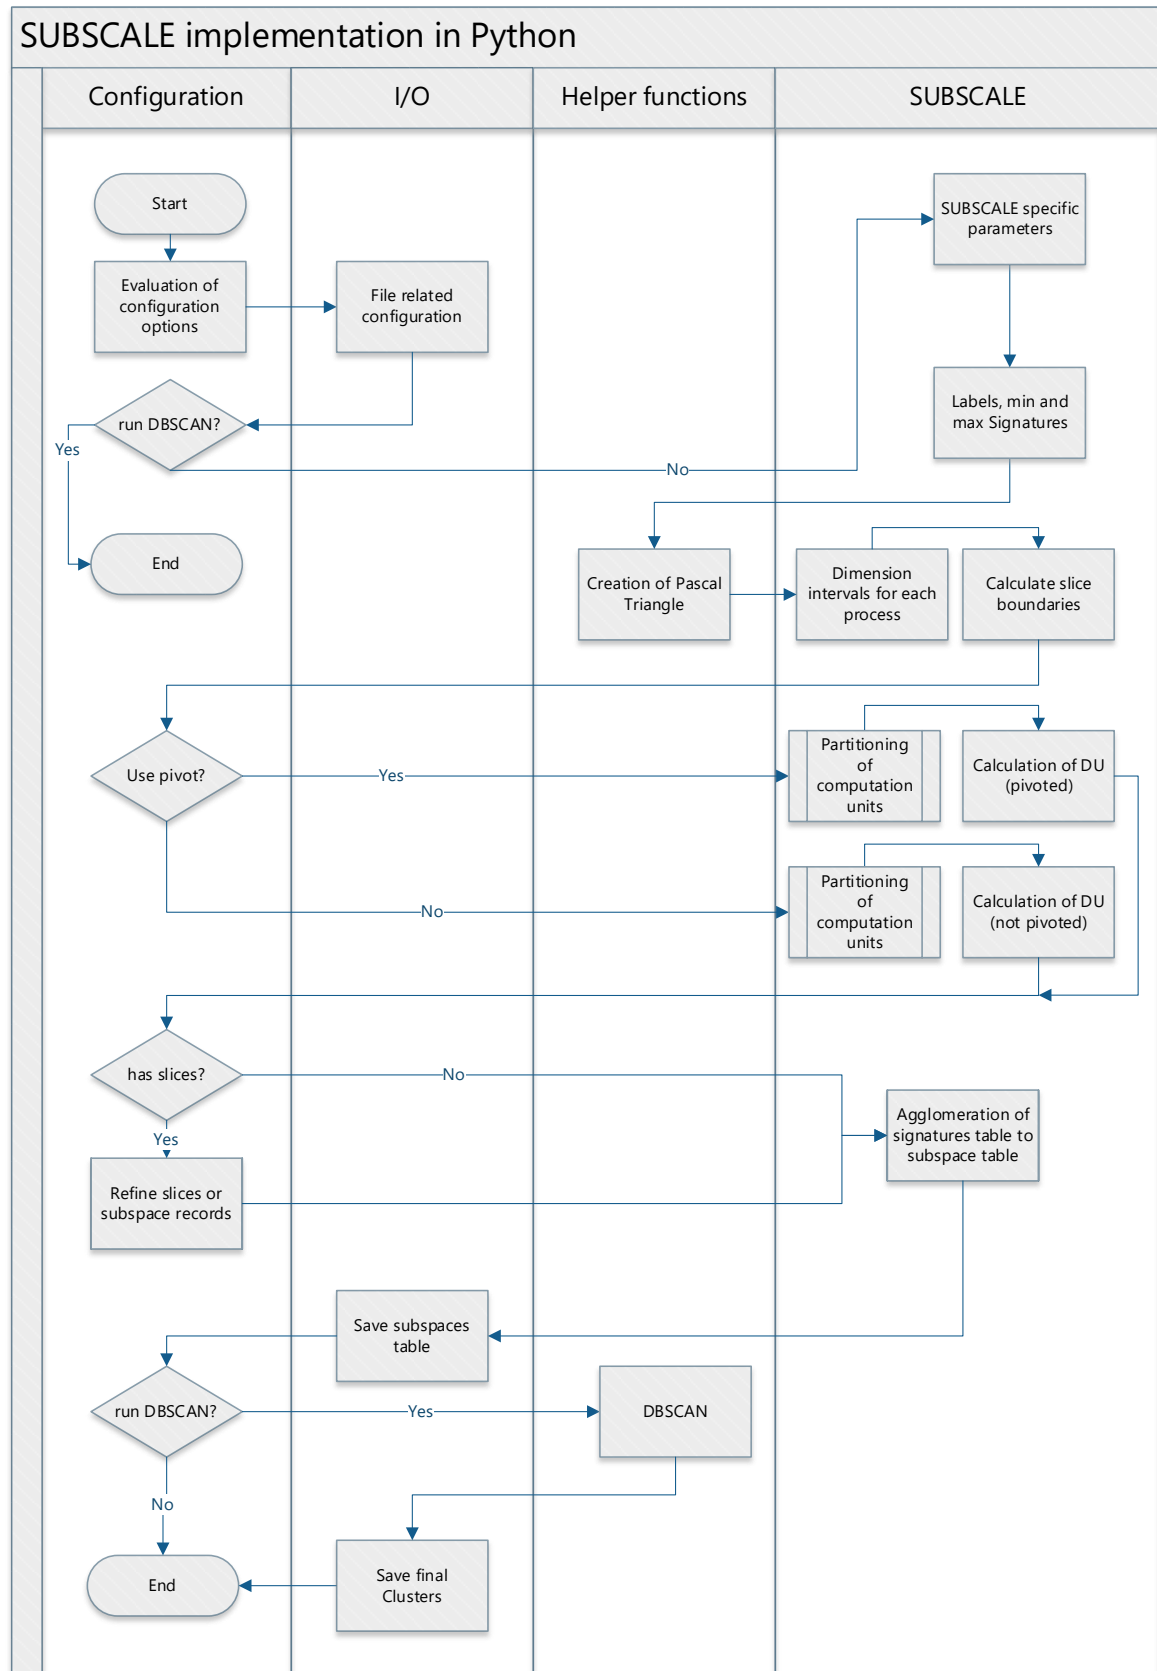 SUBSCALE implementation in Python
Configuration
I/O
Helper functions
SUBSCALE
Start
SUBSCALE specific
parameters
Evaluation of
configuration
options
File related
configuration
run DBSCAN?
Labels, min and
max Signatures
Yes
No
End
Creation of Pascal
Triangle
Dimension
intervals for each
process
Calculate slice
boundaries
Use pivot?
Yes
Partitioning
of
computation
units
Calculation of DU
(pivoted)
No
Partitioning
of
computation
units
Calculation of DU
(not pivoted)
has slices?
No
Yes
Agglomeration of
signatures table to
subspace table
Refine slices or
subspace records
Save subspaces
table
run DBSCAN?
Yes
DBSCAN
No
End
Save final
Clusters